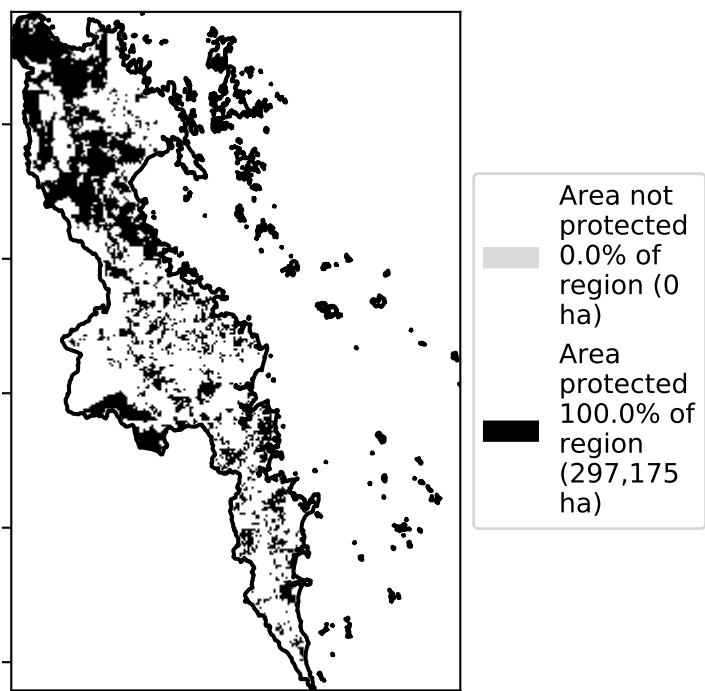 Area not
protected
0.0% of
region (0
ha)
Area
protected
100.0% of
region
(297,175
ha)